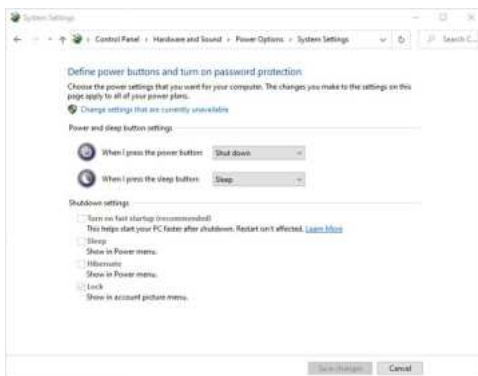 System Settings
Control Panel › Hardware and Sound › Power Options › System Settings
Search C...
Define power buttons and turn on password protection
Choose the power settings that you want for your computer. The changes you make to the settings on this
page apply to all of your power plans.
Change settings that are currently unavailable
Power and sleep button settings
When I press the power button: Shut down
When I press the sleep button: Sleep
Shutdown settings
Turn on fast startup (recommended)
This helps start your PC faster after shutdown. Restart isn't affected. Learn More
Sleep
Show in Power menu.
Hibernate
Show in Power menu.
Lock
Show in account picture menu.
Save changes Cancel